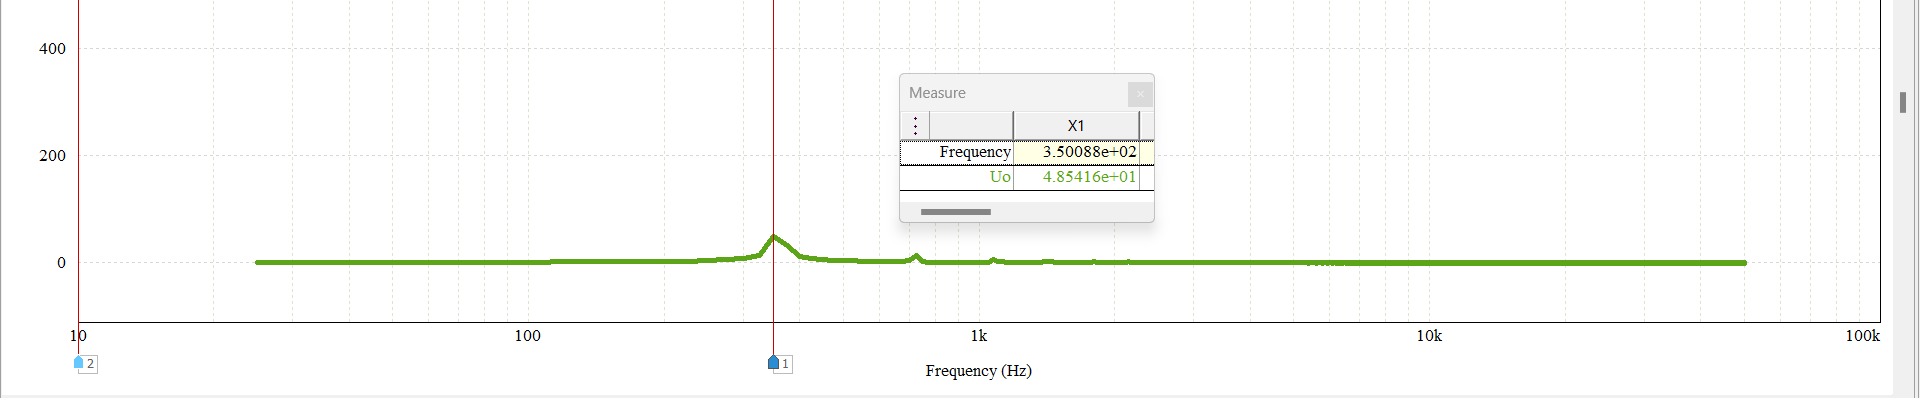 400
Measure
X1
Frequency 3.50088e+02
200
Uo 4.85416e+01
0
10 100 1k 10k 100k
2 1
Frequency (Hz)